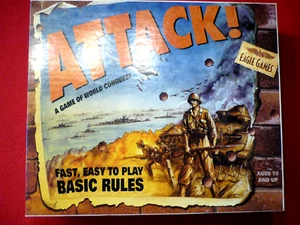 ATTACK!
A GAME OF WORLD CONQUEST
EAGLE GAMES
FAST, EASY TO PLAY
BASIC RULES
AGES 10
AND UP